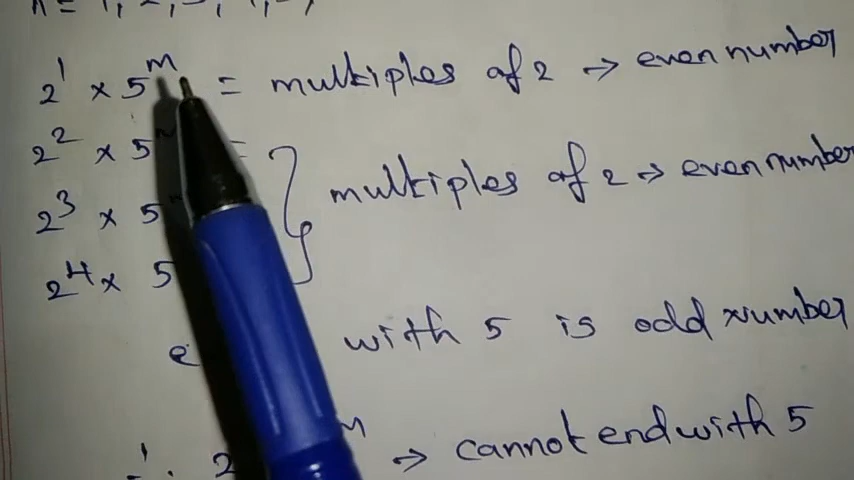 2¹ × 5ᵐ = multiples of 2 → even number
2² × 5 =
2³ × 5 } multiples of 2 → even number
2⁴ × 5
e with 5 is odd number
∴ 2 ᵐ → cannot end with 5